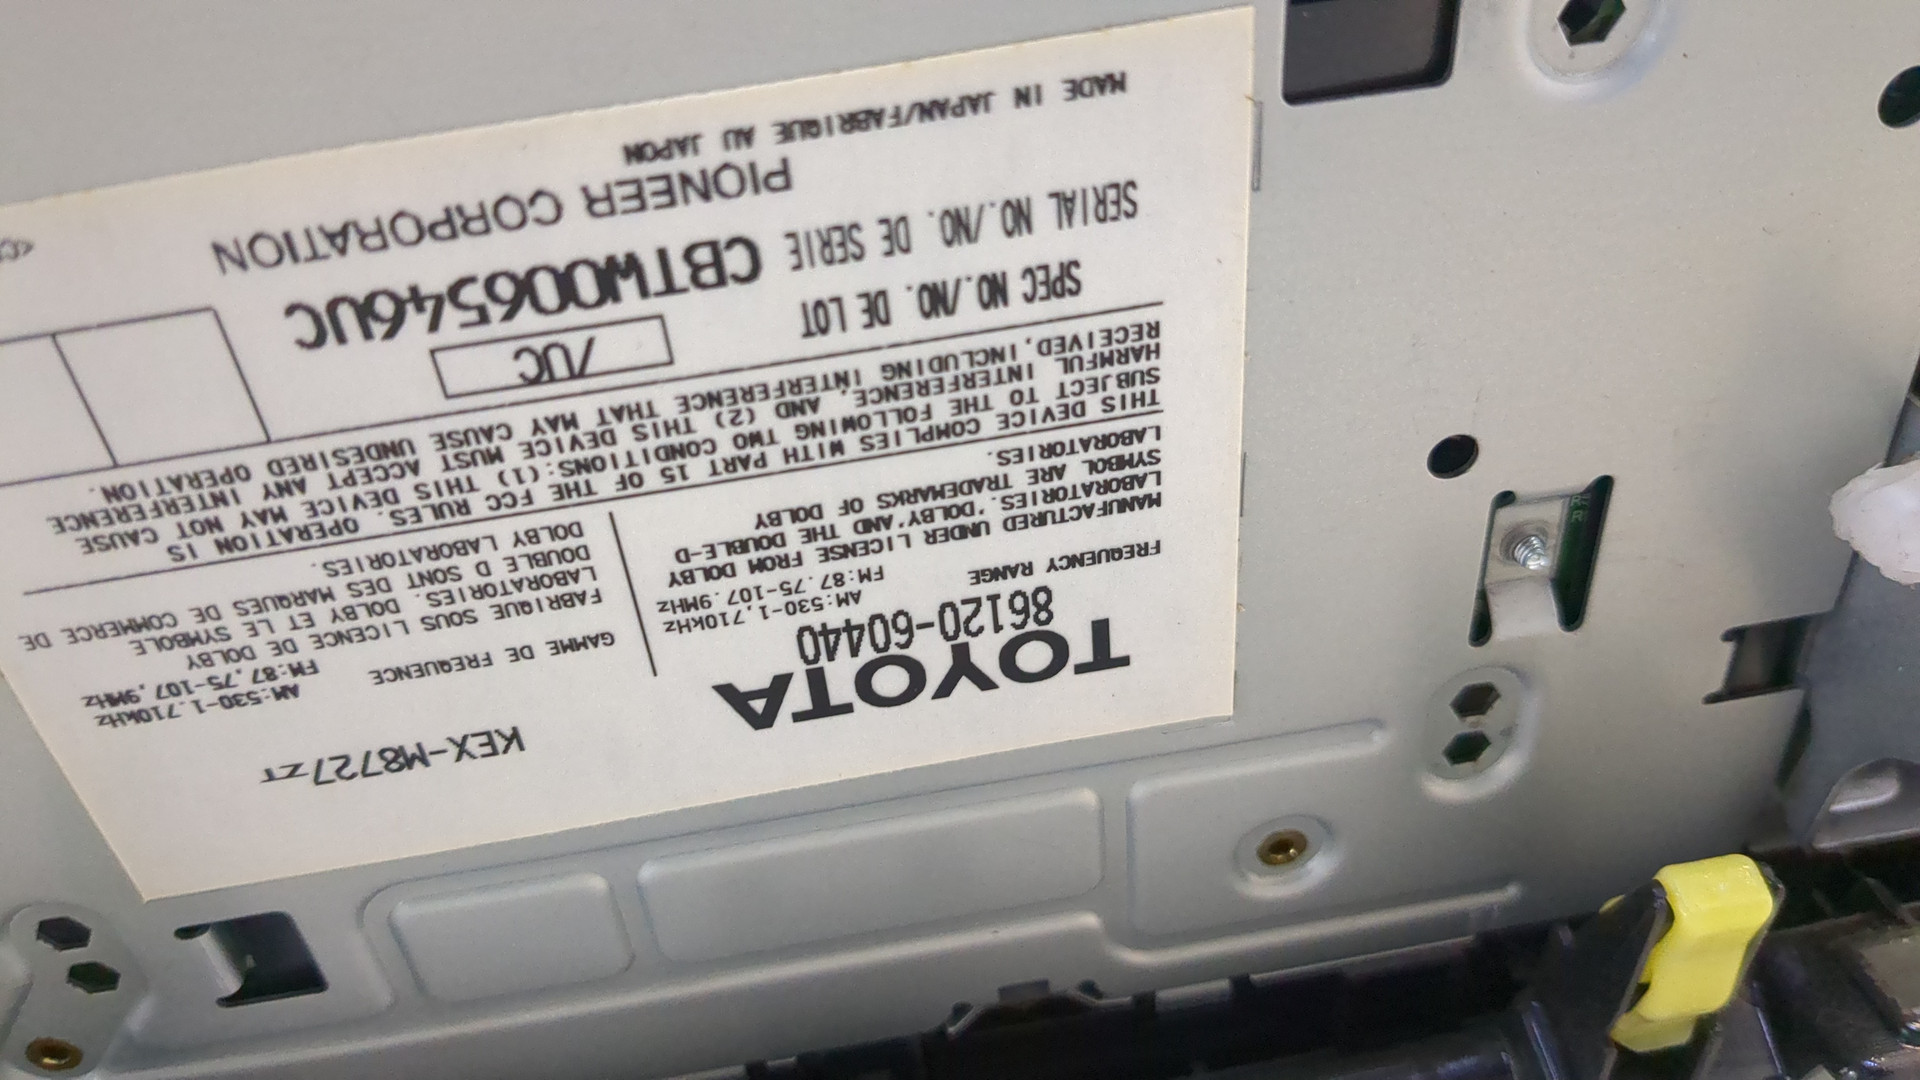 KEX-M8727ZT
TOYOTA
86120-60440
FREQUENCY RANGE
AM:530-1,710kHz
FM:87.75-107.9MHz
MANUFACTURED UNDER LICENSE FROM DOLBY
LABORATORIES. 'DOLBY'AND THE DOUBLE-D
SYMBOL ARE TRADEMARKS OF DOLBY
LABORATORIES.
GAMME DE FREQUENCE
AM:530-1.710kHz
FM:87,75-107,9MHz
FABRIQUE SOUS LICENCE DE DOLBY
LABORATORIES. DOLBY ET LE SYMBOLE
DOUBLE D SONT DES MARQUES DE COMMERCE DE
DOLBY LABORATORIES.
THIS DEVICE COMPLIES WITH PART 15 OF THE FCC RULES. OPERATION IS
SUBJECT TO THE FOLLOWING TWO CONDITIONS:(1) THIS DEVICE MAY NOT CAUSE
HARMFUL INTERFERENCE, AND (2) THIS DEVICE MUST ACCEPT ANY INTERFERENCE
RECEIVED,INCLUDING INTERFERENCE THAT MAY CAUSE UNDESIRED OPERATION.
SPEC NO./NO. DE LOT /UC
SERIAL NO./NO. DE SERIE CBTW006546UC
PIONEER CORPORATION
MADE IN JAPAN/FABRIQUE AU JAPON